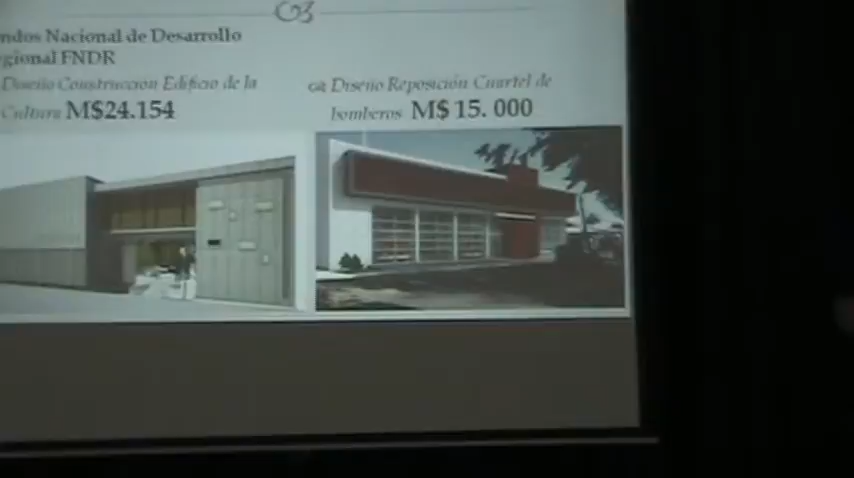 ndos Nacional de Desarrollo
gional FNDR
Diseño Construcción Edificio de la
Cultura M$24.154
Diseño Reposición Cuartel de
bomberos M$ 15. 000